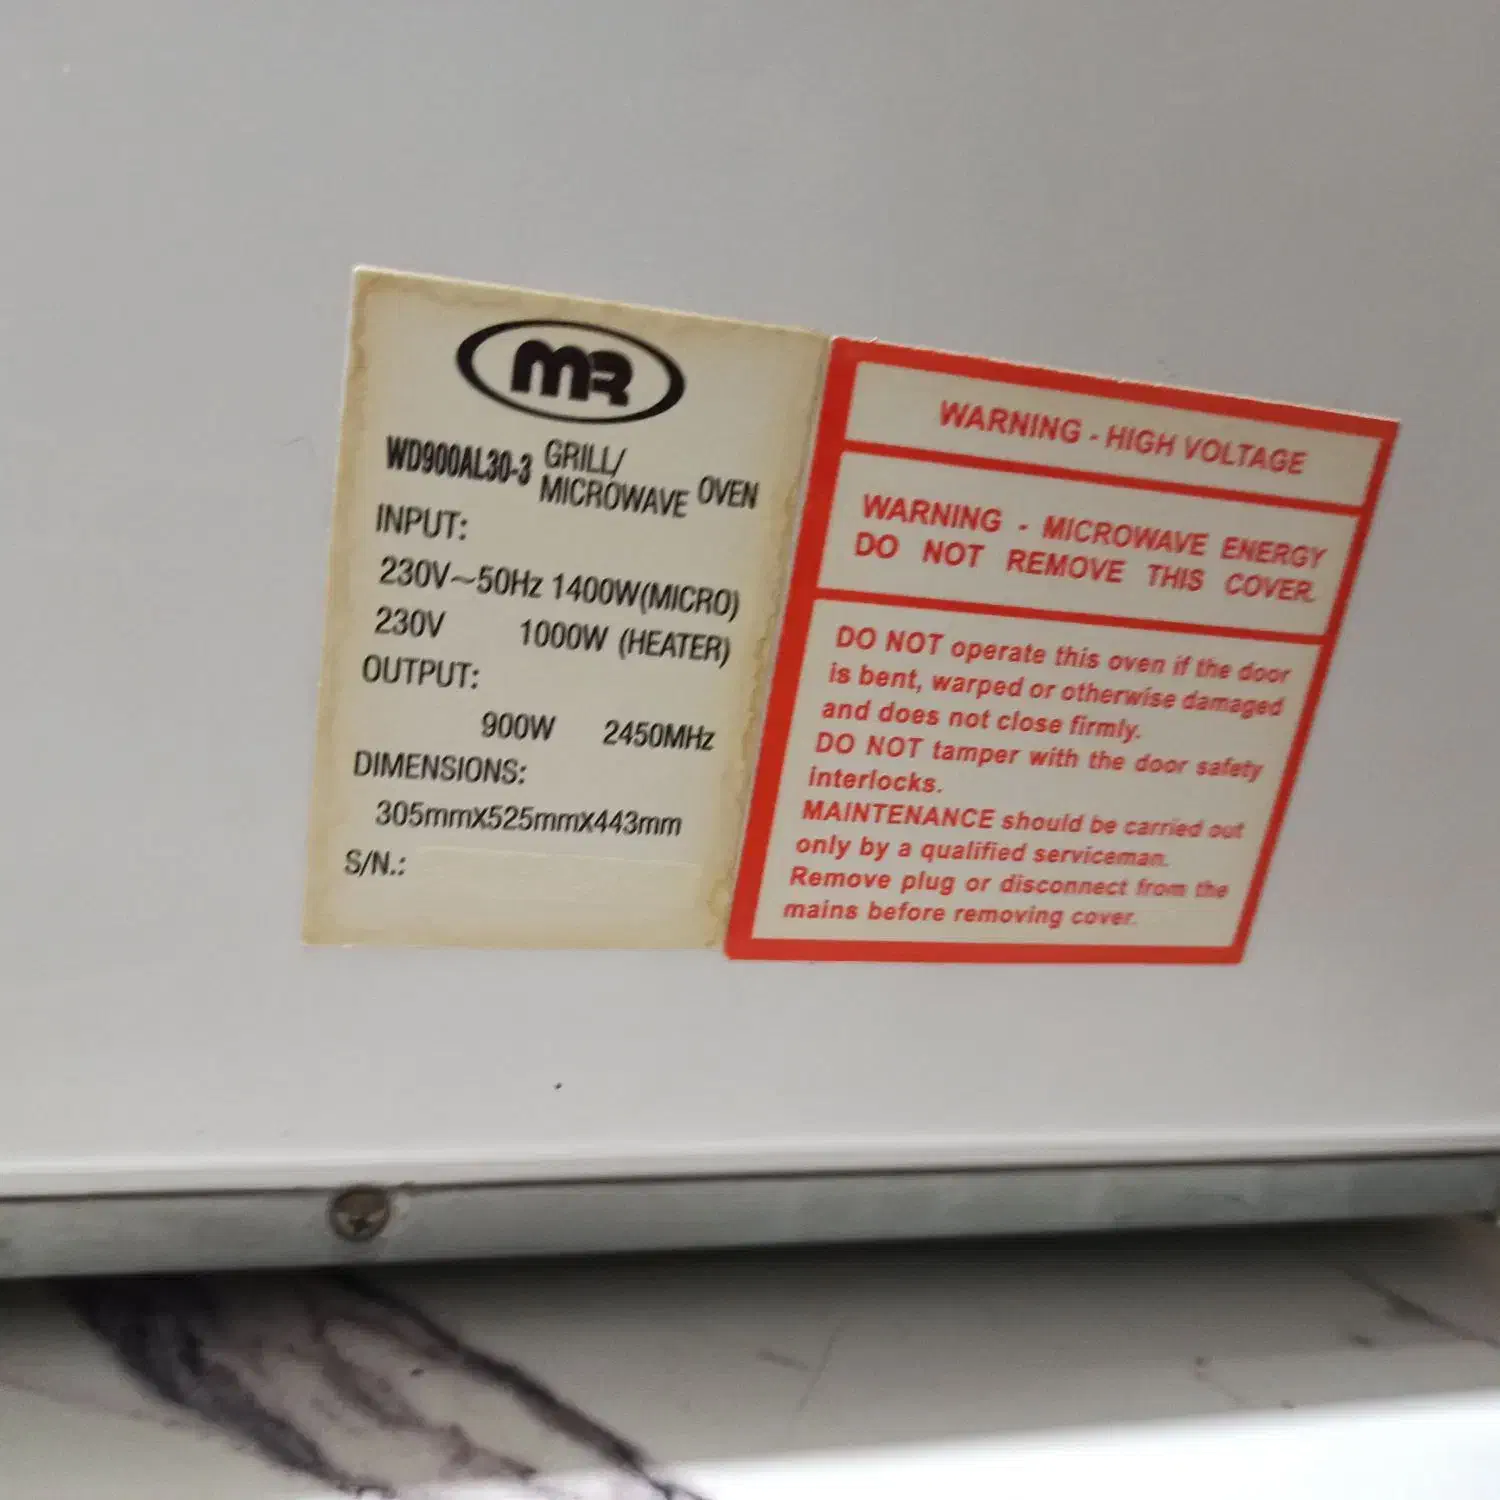 MR
WD900AL30-3 GRILL/ MICROWAVE OVEN
INPUT:
230V~50Hz 1400W(MICRO)
230V 1000W (HEATER)
OUTPUT:
900W 2450MHz
DIMENSIONS:
305mmX525mmX443mm
S/N.:
WARNING - HIGH VOLTAGE
WARNING - MICROWAVE ENERGY
DO NOT REMOVE THIS COVER.
DO NOT operate this oven if the door
is bent, warped or otherwise damaged
and does not close firmly.
DO NOT tamper with the door safety
interlocks.
MAINTENANCE should be carried out
only by a qualified serviceman.
Remove plug or disconnect from the
mains before removing cover.